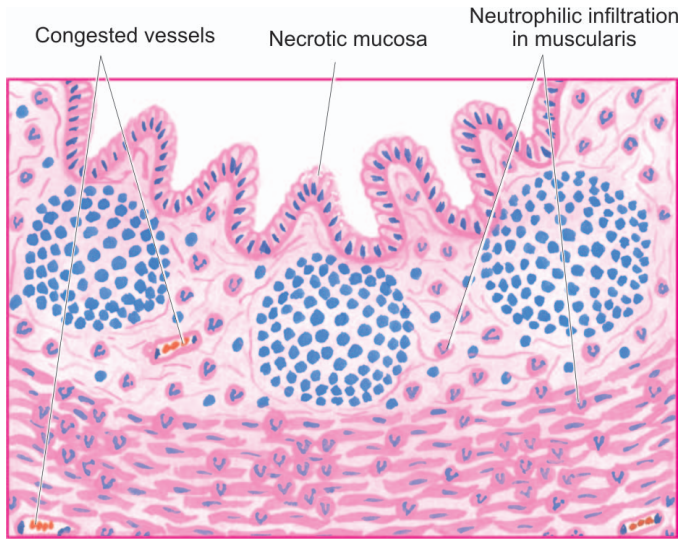 Congested vessels
Necrotic mucosa
Neutrophilic infiltration
in muscularis